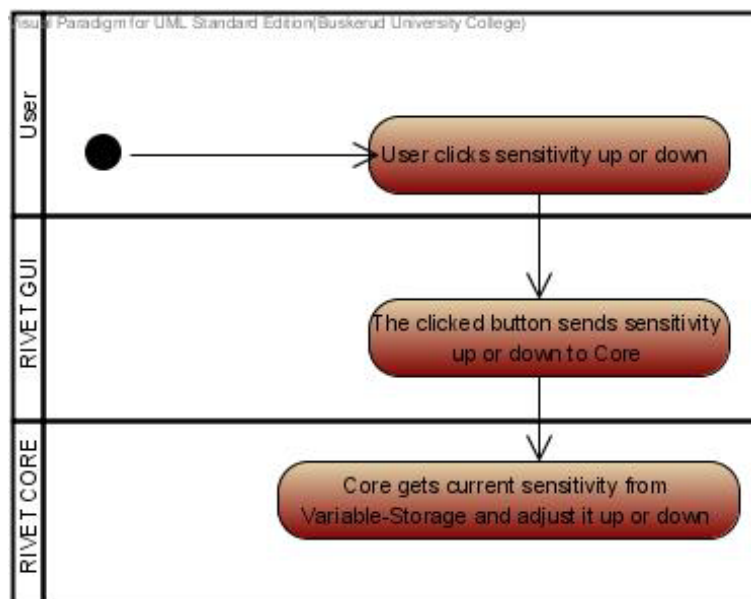 Visual Paradigm for UML Standard Edition(Buskerud University College)
User
User clicks sensitivity up or down
RIVET GUI
The clicked button sends sensitivity
up or down to Core
RIVET CORE
Core gets current sensitivity from
Variable-Storage and adjust it up or down